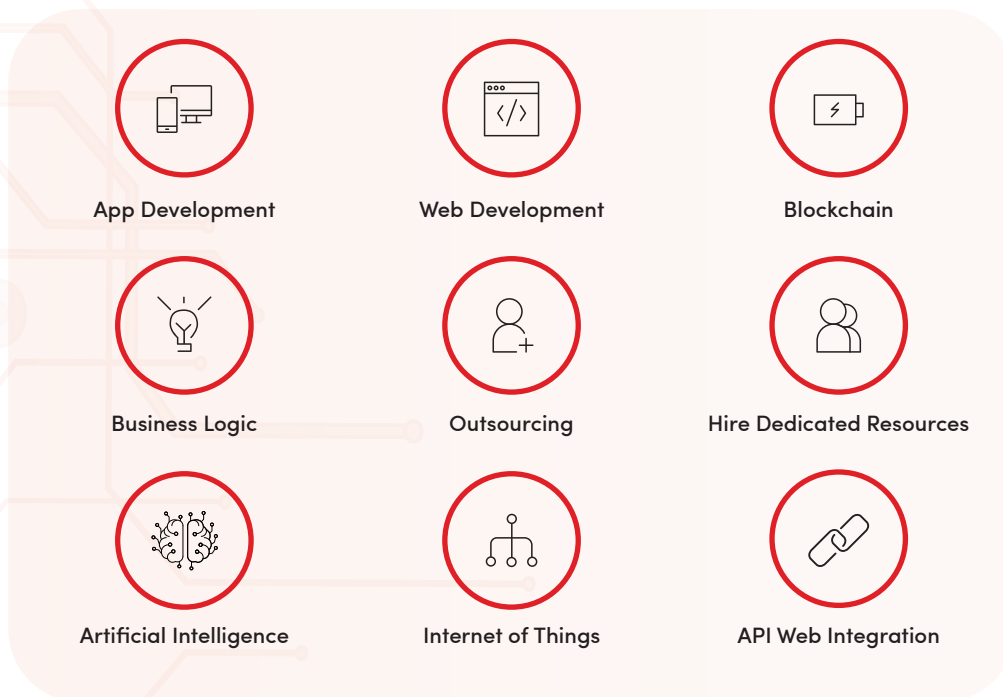 App Development
Web Development
Blockchain
Business Logic
Outsourcing
Hire Dedicated Resources
Artificial Intelligence
Internet of Things
API Web Integration